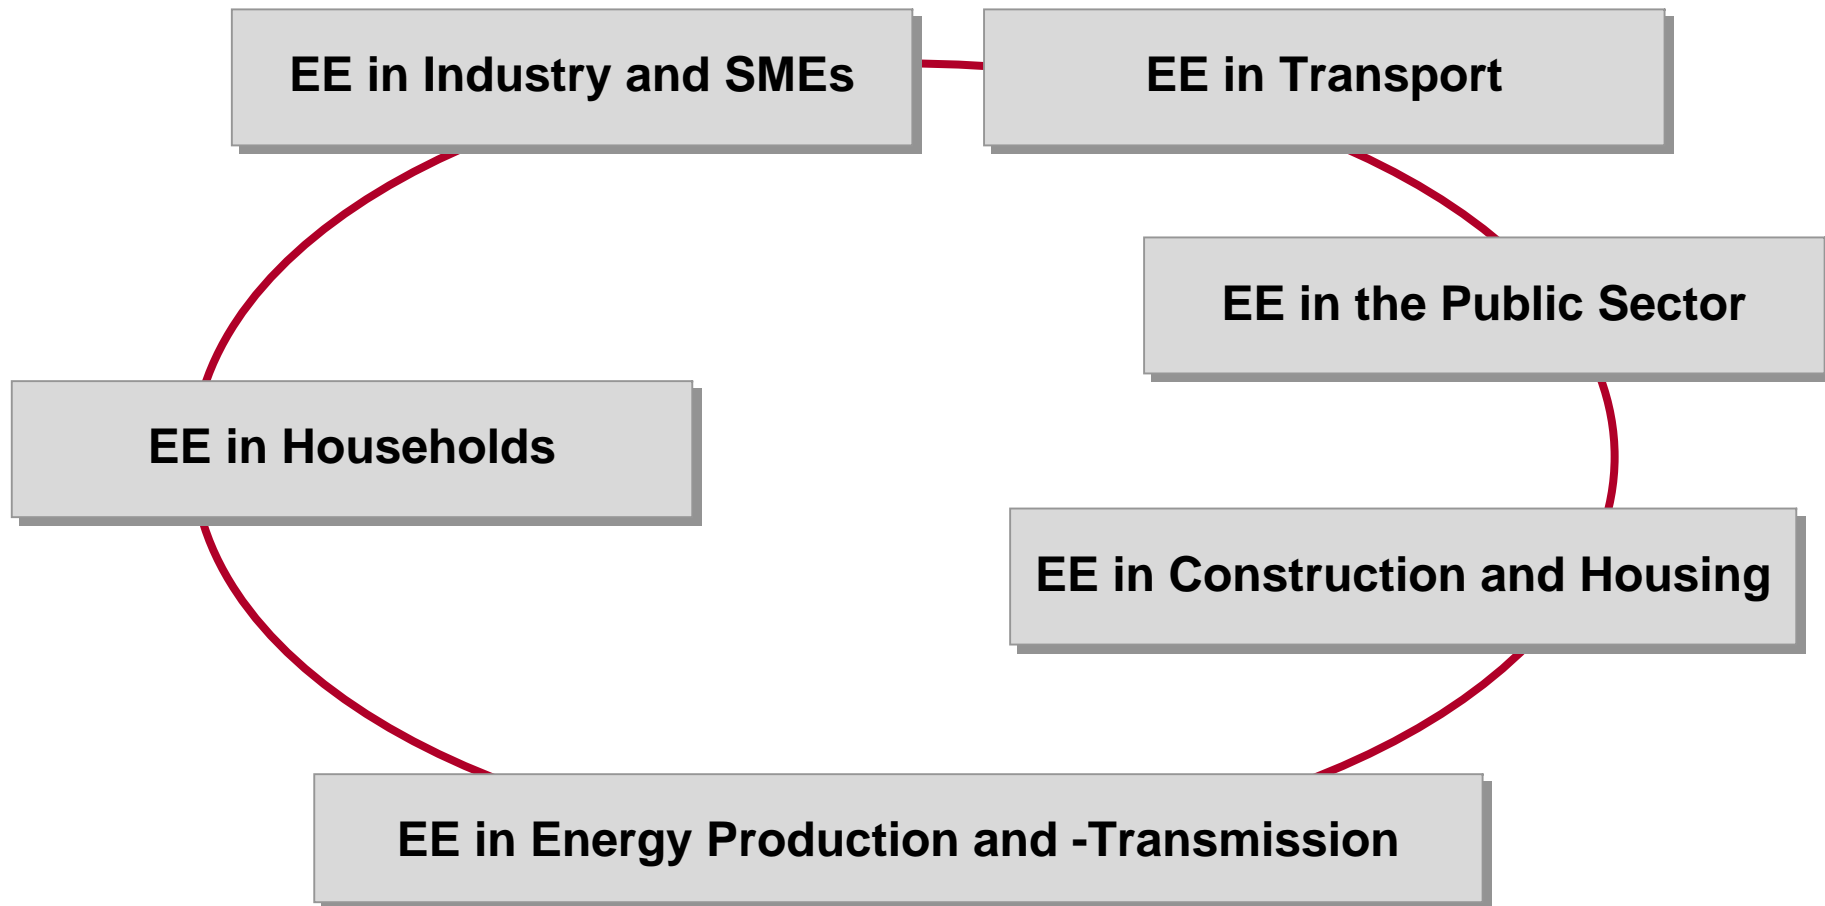 EE in Industry and SMEs
EE in Transport
EE in the Public Sector
EE in Households
EE in Construction and Housing
EE in Energy Production and -Transmission